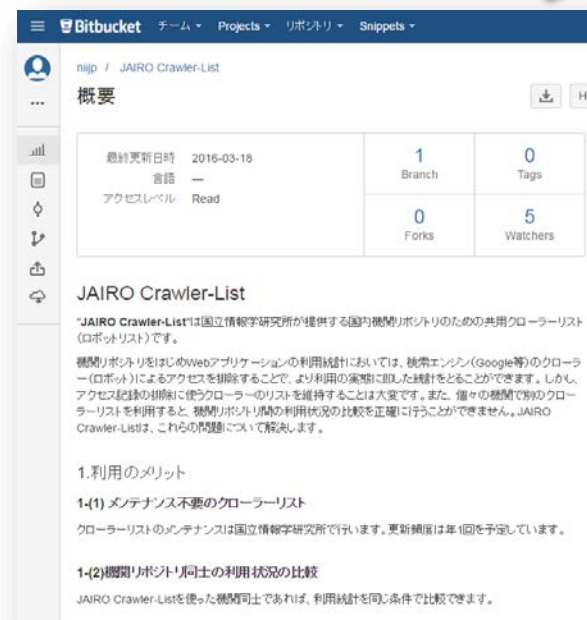 Bitbucket チーム Projects リポジトリ Snippets
niijp / JAIRO Crawler-List
概要
H
最終更新日時 2016-03-18
言語 —
アクセスレベル Read
1
Branch
0
Tags
0
Forks
5
Watchers
JAIRO Crawler-List
"JAIRO Crawler-List"は国立情報学研究所が提供する国内機関リポジトリのための共用クローラーリスト
(ロボットリスト)です。
機関リポジトリをはじめWebアプリケーションの利用統計においては、検索エンジン(Google等)のクローラ
ー(ロボット)によるアクセスを排除することで、より利用の実態に即した統計をとることができます。しかし、
アクセス記録の排除に使うクローラーのリストを維持することは大変です。また、個々の機関で別のクロー
ラーリストを利用すると、機関リポジトリ間の利用状況の比較を正確に行うことができません。JAIRO
Crawler-Listは、これらの問題について解決します。
1.利用のメリット
1-(1) メンテナンス不要のクローラーリスト
クローラーリストのメンテナンスは国立情報学研究所で行います。更新頻度は年1回を予定しています。
1-(2)機関リポジトリ同士の利用状況の比較
JAIRO Crawler-Listを使った機関同士であれば、利用統計を同じ条件で比較できます。